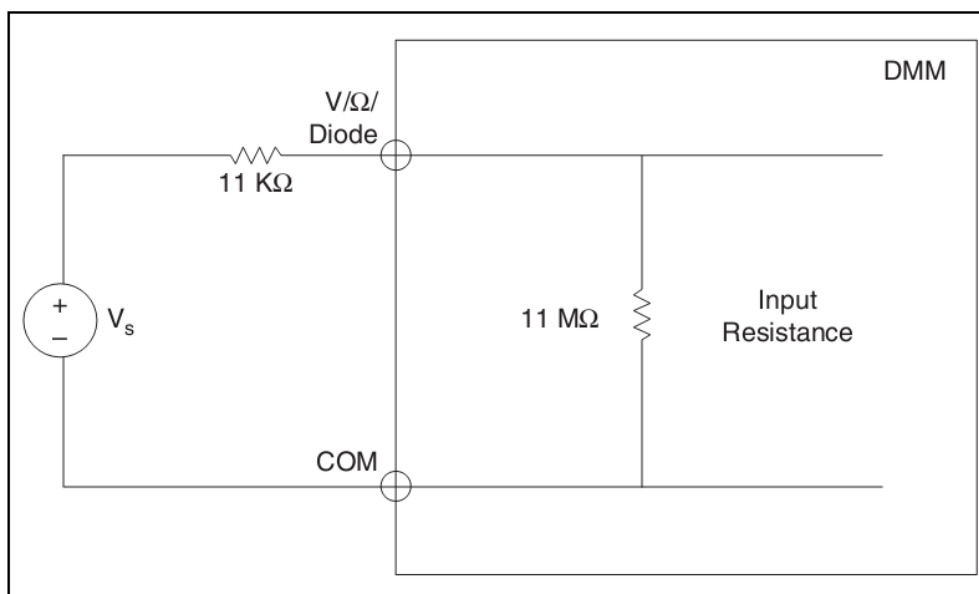 DMM
V/Ω/
Diode
11 KΩ
+
−
Vs
11 MΩ
Input
Resistance
COM